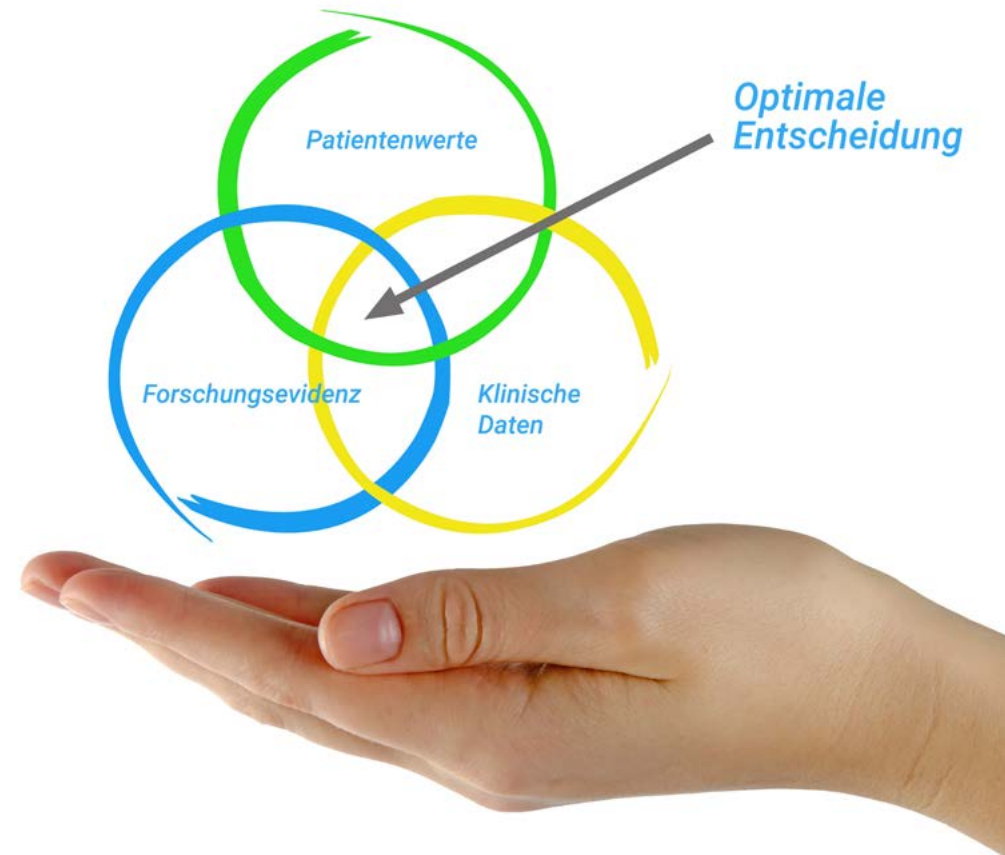 Patientenwerte
Optimale
Entscheidung
Forschungsevidenz
Klinische
Daten